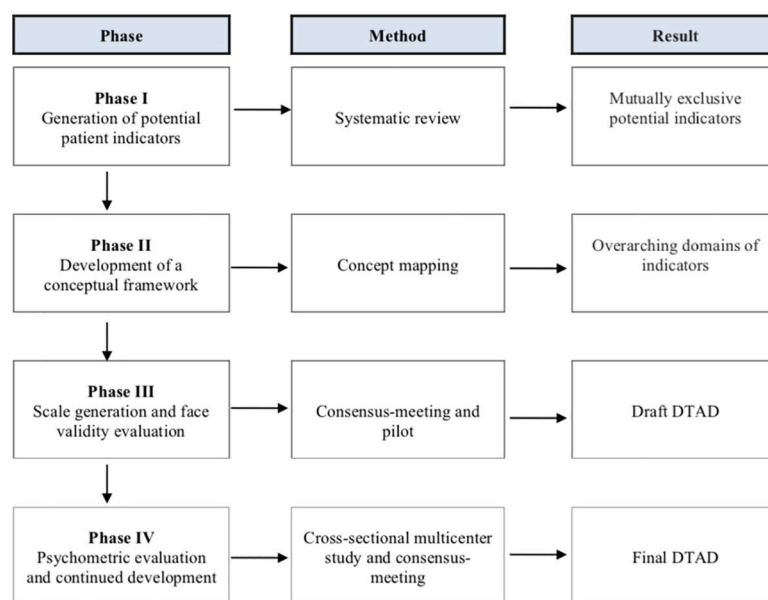 Phase
Method
Result
Phase I
Generation of potential
patient indicators
Systematic review
Mutually exclusive
potential indicators
Phase II
Development of a
conceptual framework
Concept mapping
Overarching domains of
indicators
Phase III
Scale generation and face
validity evaluation
Consensus-meeting and
pilot
Draft DTAD
Phase IV
Psychometric evaluation
and continued development
Cross-sectional multicenter
study and consensus-
meeting
Final DTAD